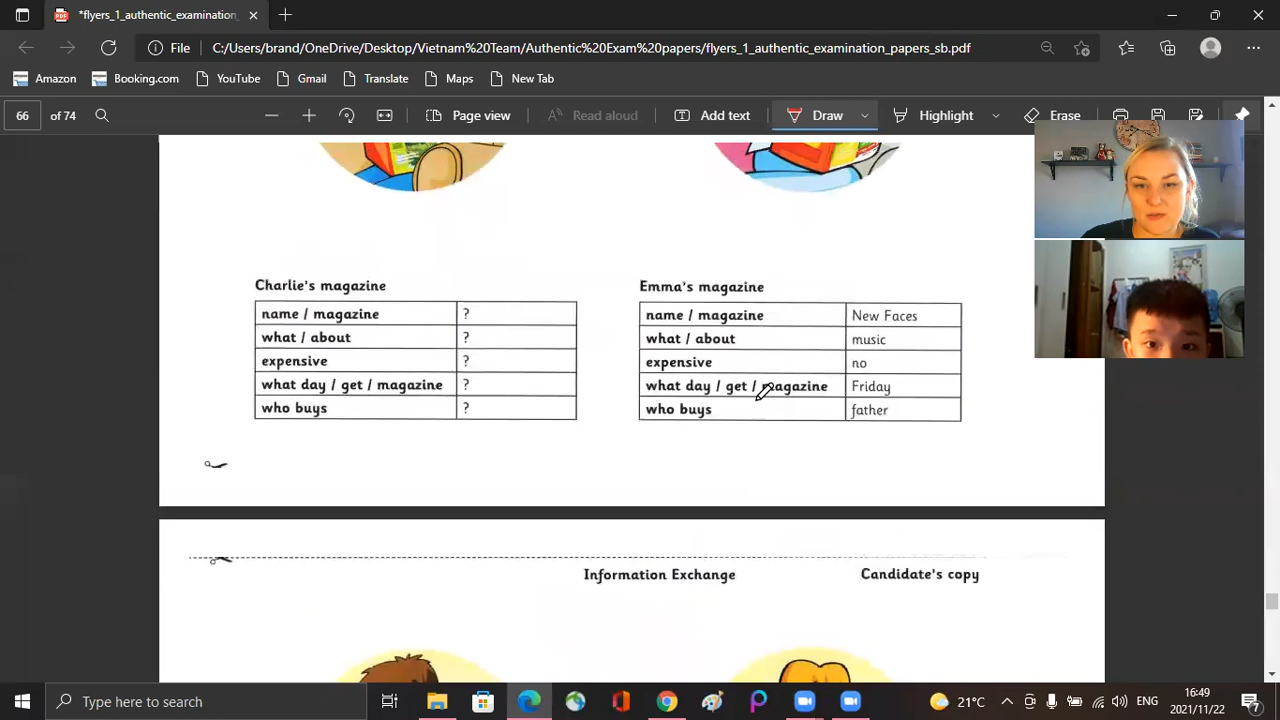 *flyers_1_authentic_examination_
File
C:/Users/brand/OneDrive/Desktop/Vietnam%20Team/Authentic%20Exam%20papers/flyers_1_authentic_examination_papers_sb.pdf
Amazon
Booking.com
YouTube
Gmail
Translate
Maps
New Tab
66 of 74
Page view
Read aloud
Add text
Draw
Highlight
Erase
Charlie's magazine
name / magazine ?
what / about ?
expensive ?
what day / get / magazine ?
who buys ?
Emma's magazine
name / magazine New Faces
what / about music
expensive no
what day / get / magazine Friday
who buys father
Information Exchange
Candidate's copy
Type here to search
21°C
ENG
16:49
2021/11/22
7